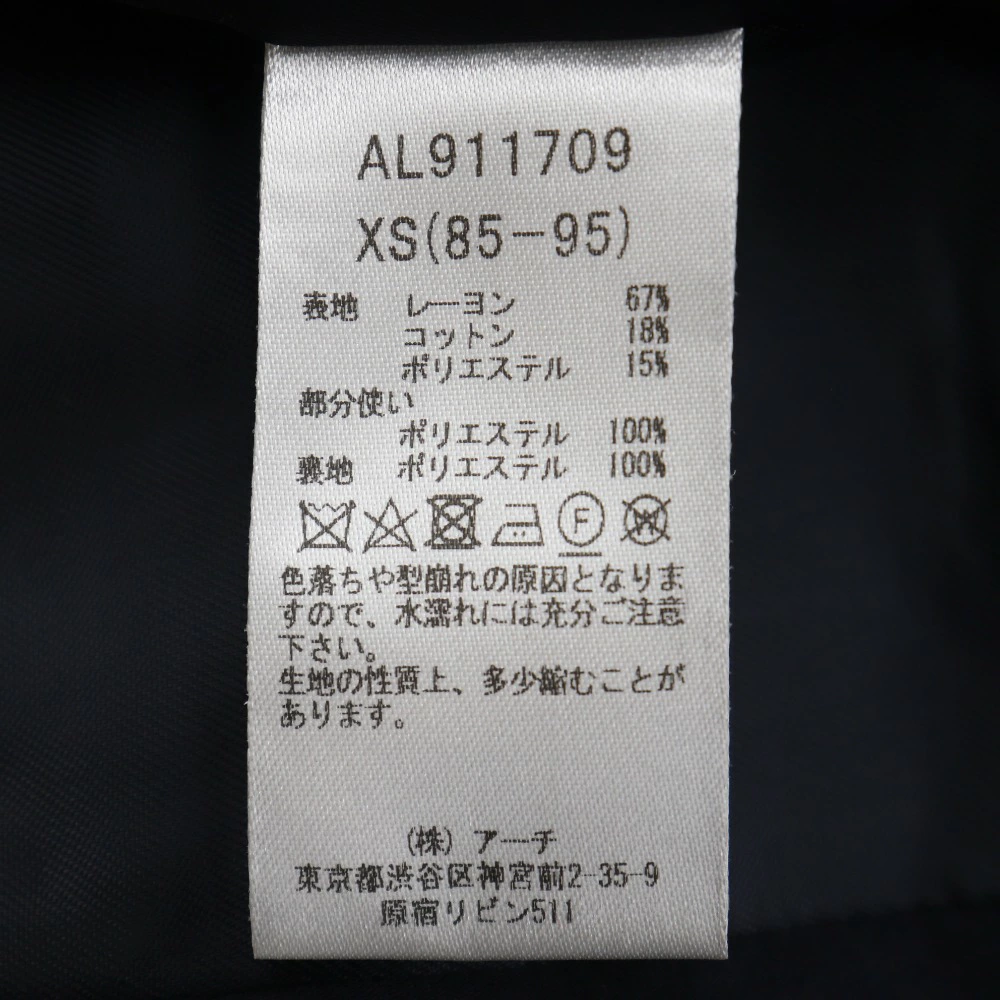 AL911709
XS(85-95)
表地 レーヨン 67%
コットン 18%
ポリエステル 15%
部分使い
ポリエステル 100%
裏地 ポリエステル 100%
F W
色落ちや型崩れの原因となりま
すので、水濡れには充分ご注意
下さい。
生地の性質上、多少縮むことが
あります。
(株) アーチ
東京都渋谷区神宮前2-35-9
原宿リビン511